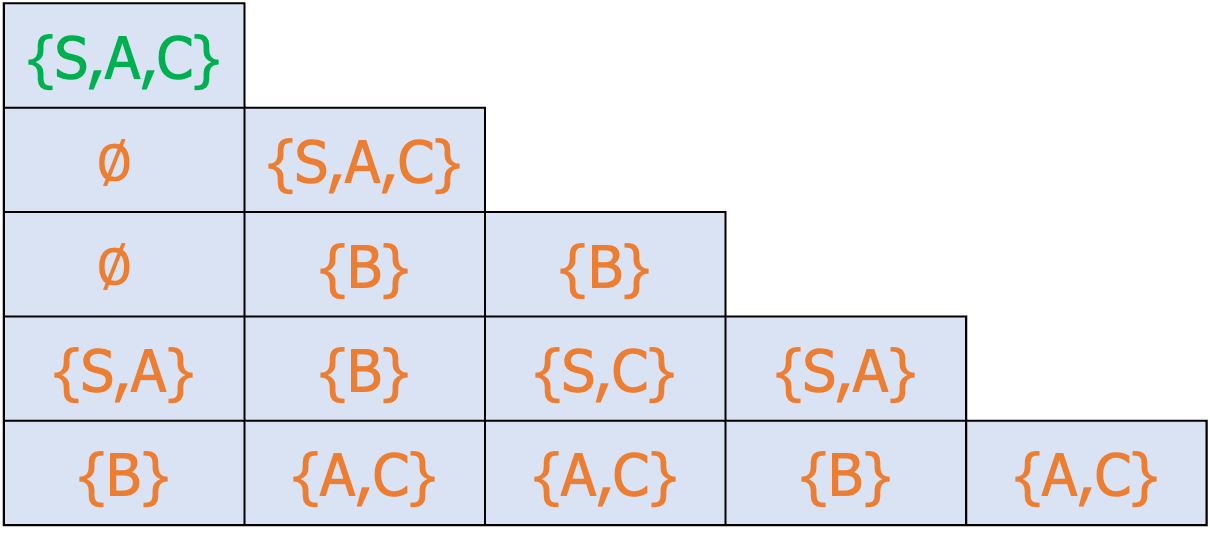 {S,A,C}
∅ {S,A,C}
∅ {B} {B}
{S,A} {B} {S,C} {S,A}
{B} {A,C} {A,C} {B} {A,C}